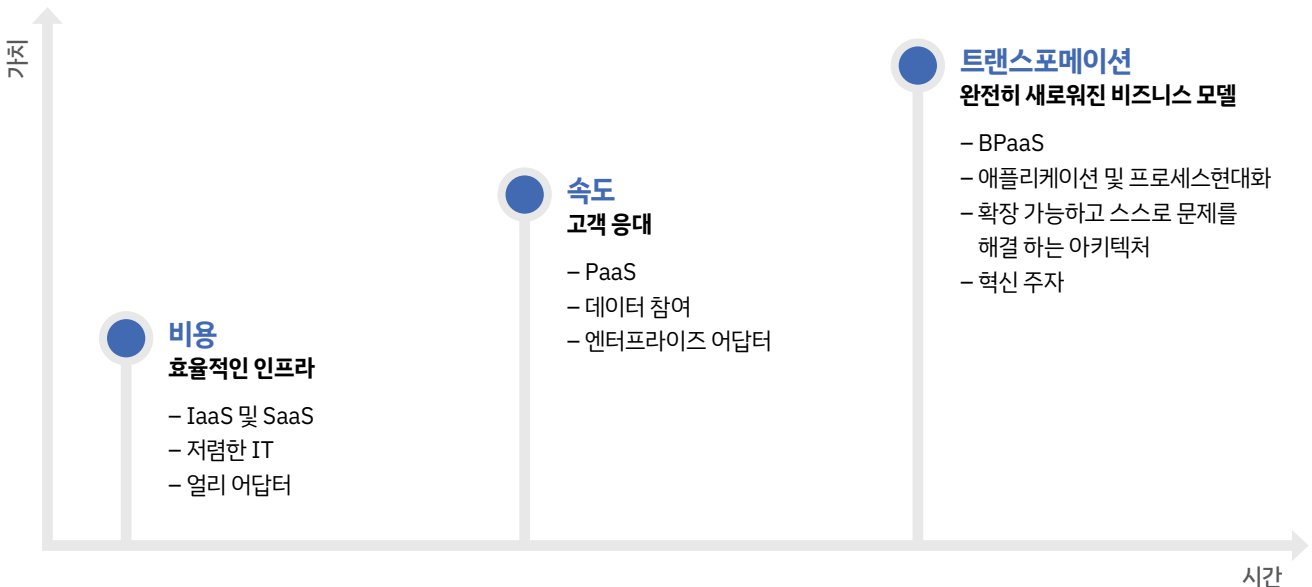 가치
트랜스포메이션
완전히 새로워진 비즈니스 모델
– BPaaS
– 애플리케이션 및 프로세스현대화
– 확장 가능하고 스스로 문제를
해결 하는 아키텍처
– 혁신 주자
속도
고객 응대
– PaaS
– 데이터 참여
– 엔터프라이즈 어답터
비용
효율적인 인프라
– IaaS 및 SaaS
– 저렴한 IT
– 얼리 어답터
시간